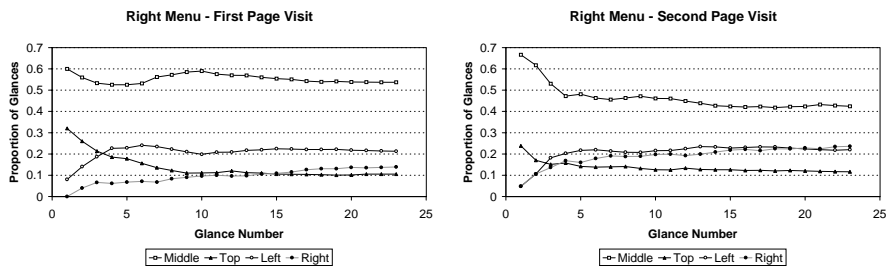 Right Menu - First Page Visit
0.7
0.6
0.5
0.4
0.3
0.2
0.1
0
Proportion of Glances
0 5 10 15 20 25
Glance Number
Middle Top Left Right
Right Menu - Second Page Visit
0.7
0.6
0.5
0.4
0.3
0.2
0.1
0
Proportion of Glances
0 5 10 15 20 25
Glance Number
Middle Top Left Right